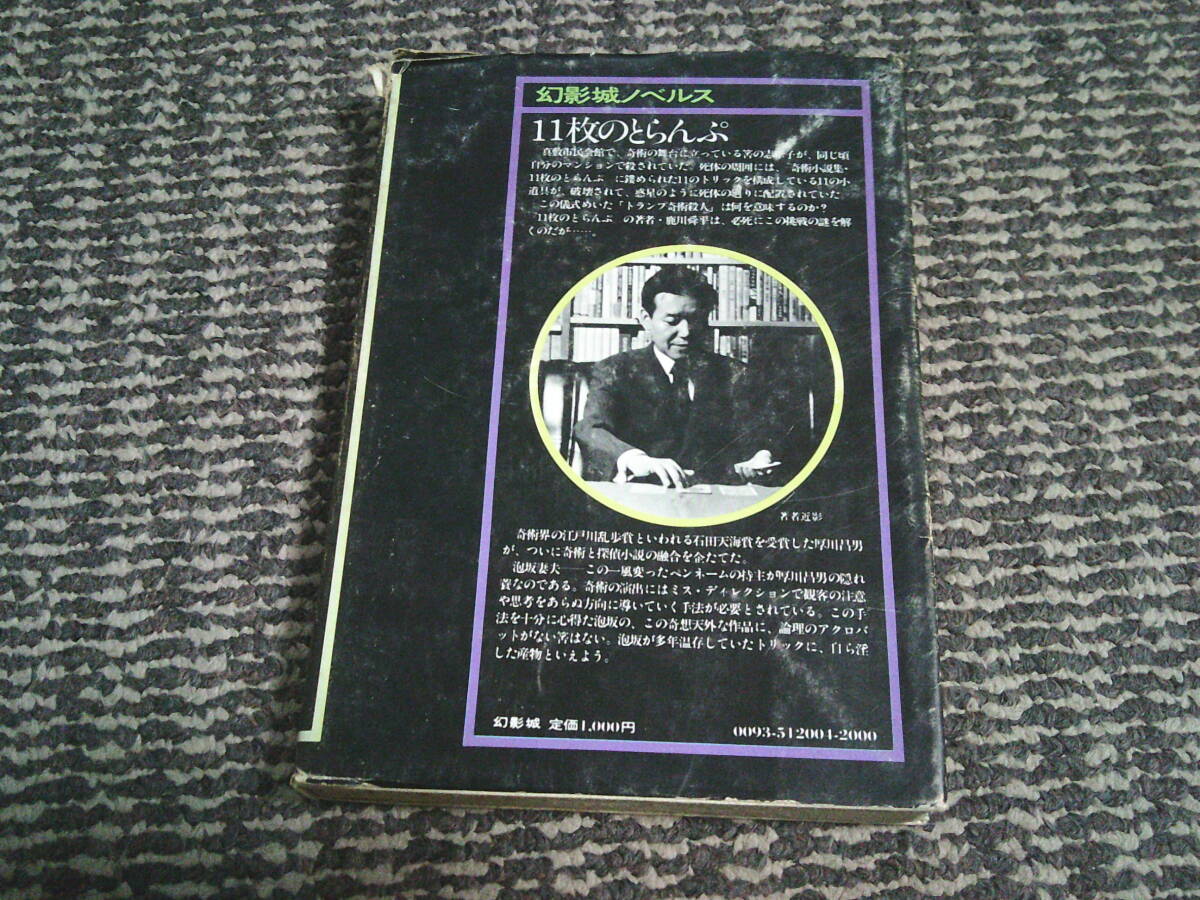 幻影城ノベルス
11枚のとらんぷ
真敷市民会館で、奇術の舞台に立っている筈の志 子が、同じ頃
自分のマンションで殺されていた。死体の周囲には、“奇術小説集・
11枚のとらんぷ”に鏤められた11のトリックを構成している11の小
道具が、破壊されて、惑星のように死体の廻りに配置されていた
この儀式めいた「トランプ奇術殺人」は何を意味するのか？
“11枚のとらんぷ”の著者・鹿川舜平は、必死にこの挑戦の謎を解
くのだが……。
著者近影
奇術界の江戸川乱歩賞といわれる石田天海賞を受賞した厚川昌男
が、ついに奇術と探偵小説の融合を企だてた。
泡坂妻夫――この一風変ったペンネームの持主が厚川昌男の隠れ
蓑なのである。奇術の演出にはミス・ディレクションで観客の注意
や思考をあらぬ方向に導いていく手法が必要とされている。この手
法を十分に心得た泡坂の、この奇想天外な作品に、論理のアクロバ
ットがない筈はない。泡坂が多年温存していたトリックに、自ら淫
した産物といえよう。
幻影城 定価1,000円
0093-512004-2000